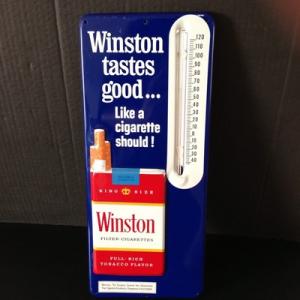 Winston
tastes
good...
Like a
cigarette
should!
KING SIZE
Winston
FILTER-CIGARETTES
FULL-RICH
TOBACCO FLAVOR
120
110
100
90
80
70
60
50
40
30
20
10
0
10
20
30
40